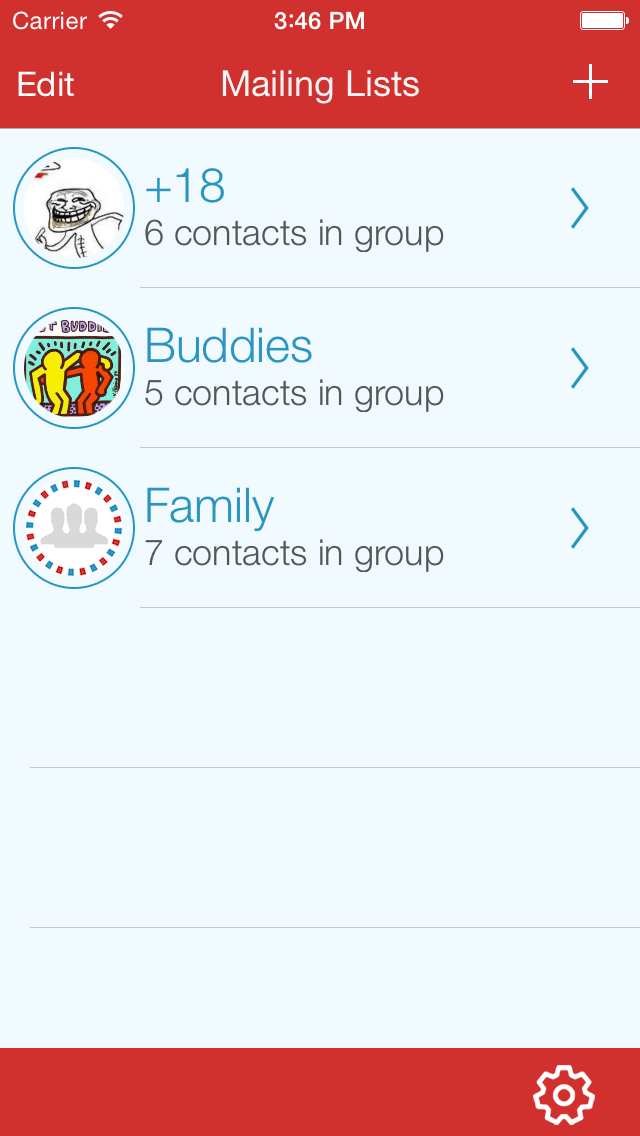 Carrier 3:46 PM
Edit Mailing Lists
+18
6 contacts in group
BUDDIES
Buddies
5 contacts in group
Family
7 contacts in group